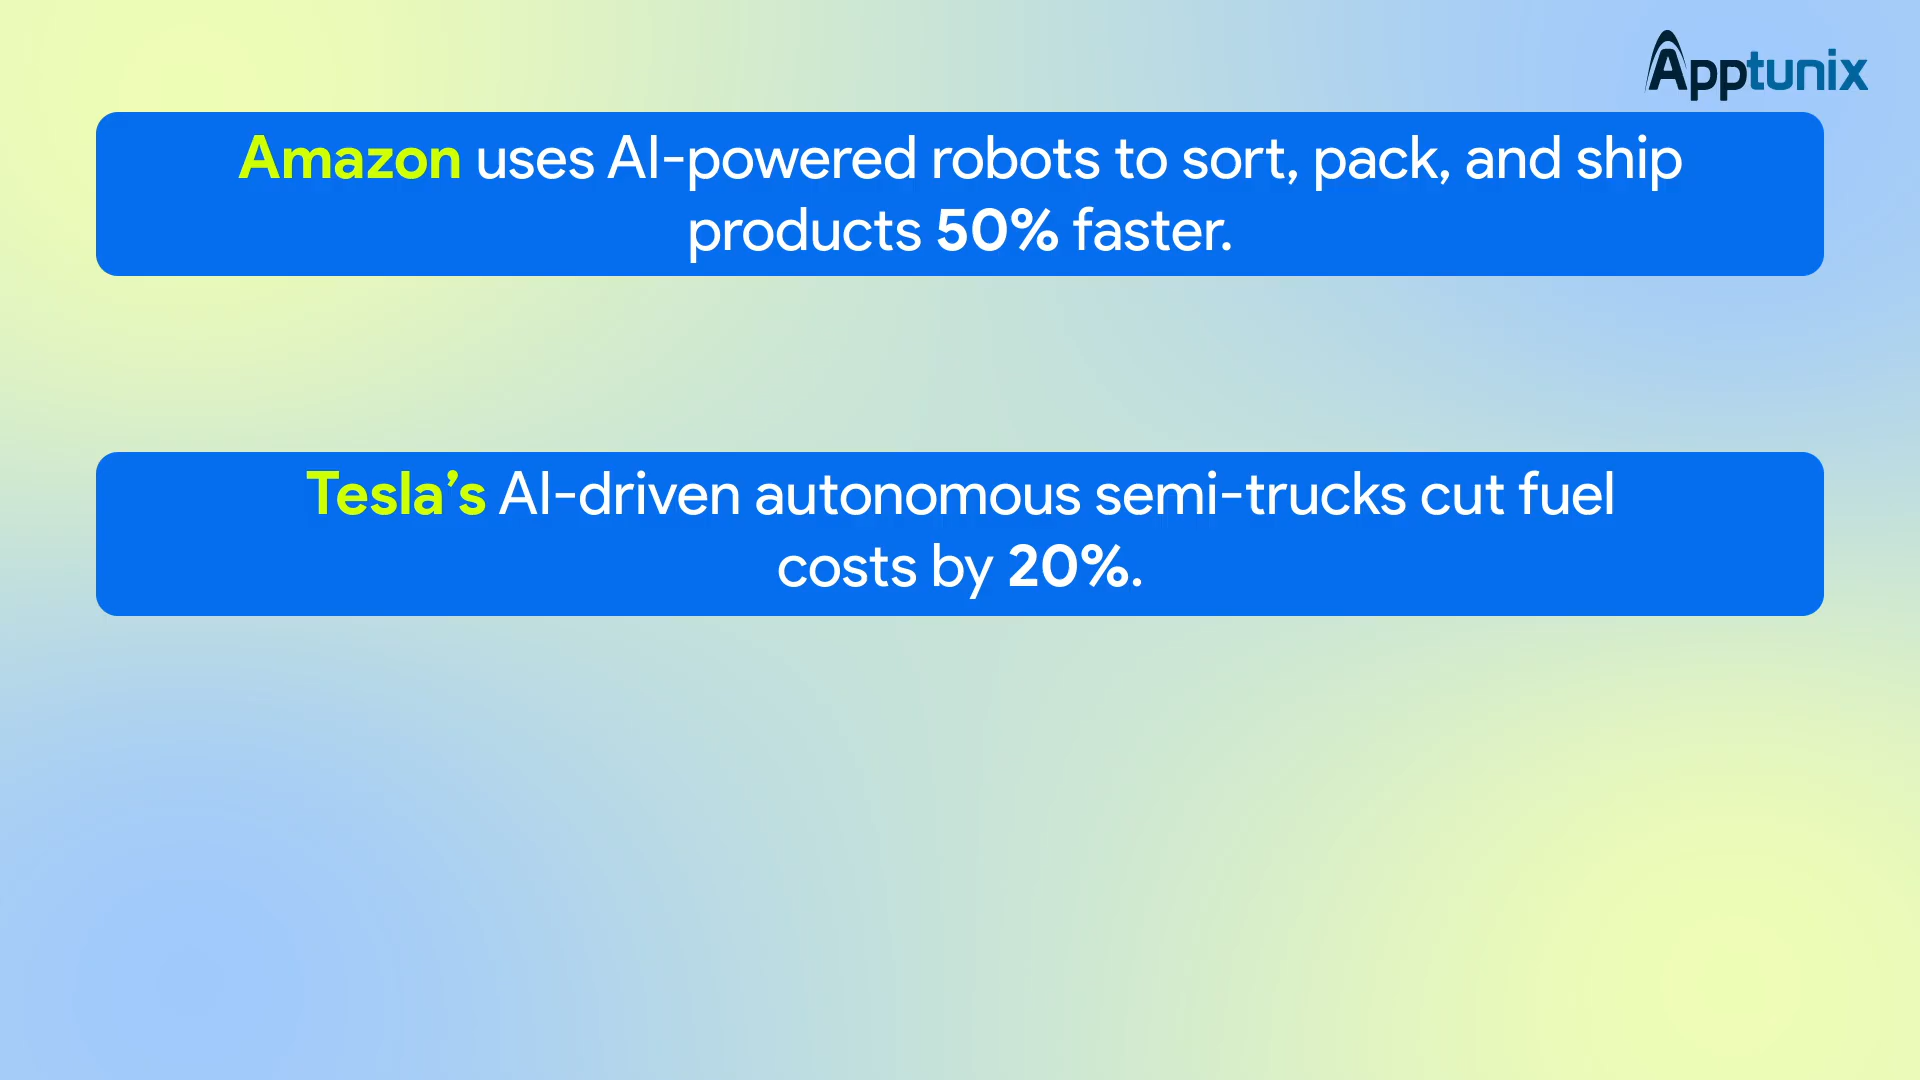 Apptunix
Amazon uses AI-powered robots to sort, pack, and ship
products 50% faster.
Tesla’s AI-driven autonomous semi-trucks cut fuel
costs by 20%.